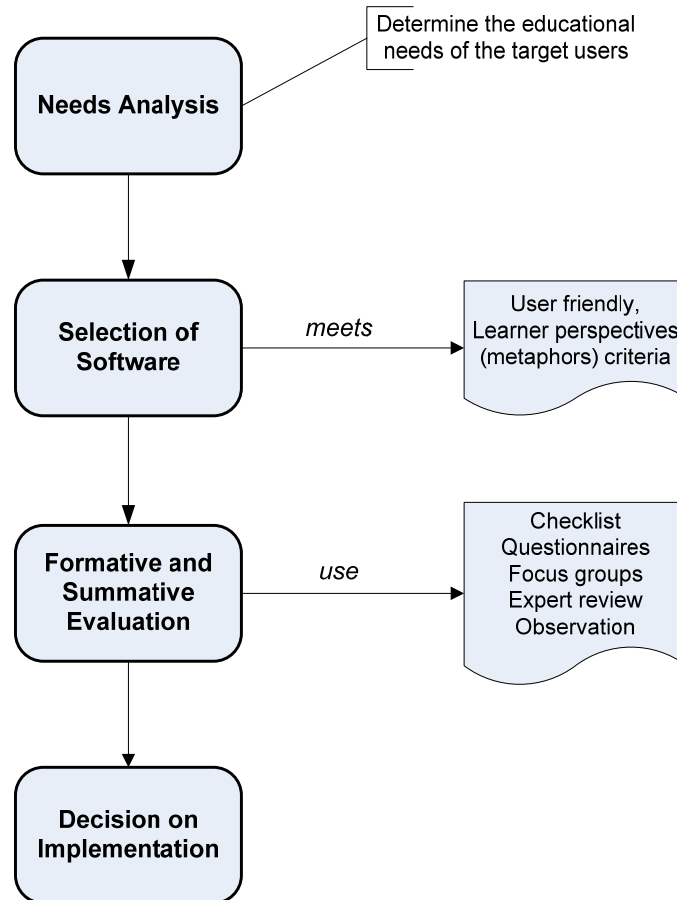 Determine the educational
needs of the target users
Needs Analysis
Selection of
Software
meets
User friendly,
Learner perspectives
(metaphors) criteria
Formative and
Summative
Evaluation
use
Checklist
Questionnaires
Focus groups
Expert review
Observation
Decision on
Implementation